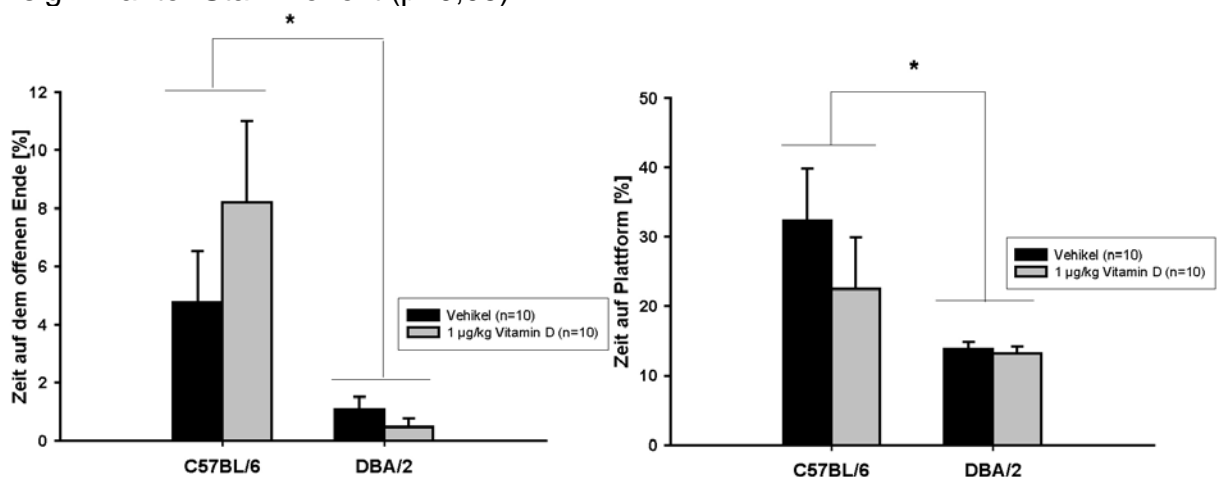 *
12
10
8
6
4
2
0
Zeit auf dem offenen Ende [%]
Vehikel (n=10)
1 µg/kg Vitamin D (n=10)
C57BL/6 DBA/2
*
50
40
30
20
10
0
Zeit auf Plattform [%]
Vehikel (n=10)
1 µg/kg Vitamin D (n=10)
C57BL/6 DBA/2